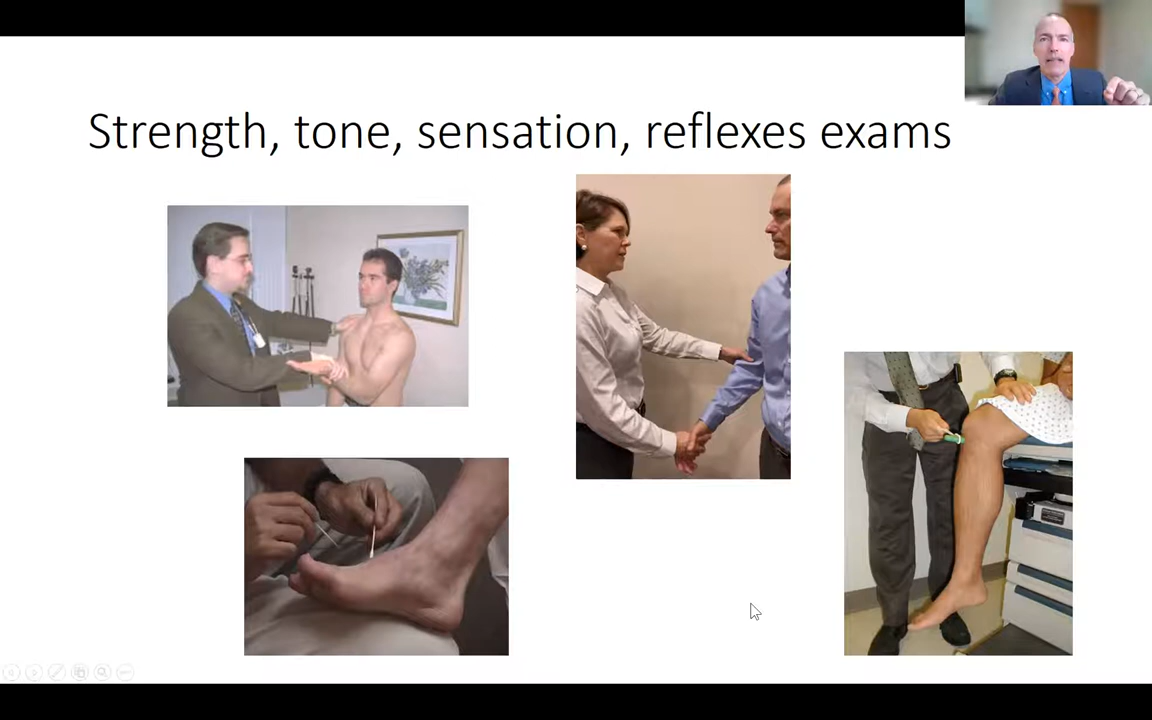 Strength, tone, sensation, reflexes exams